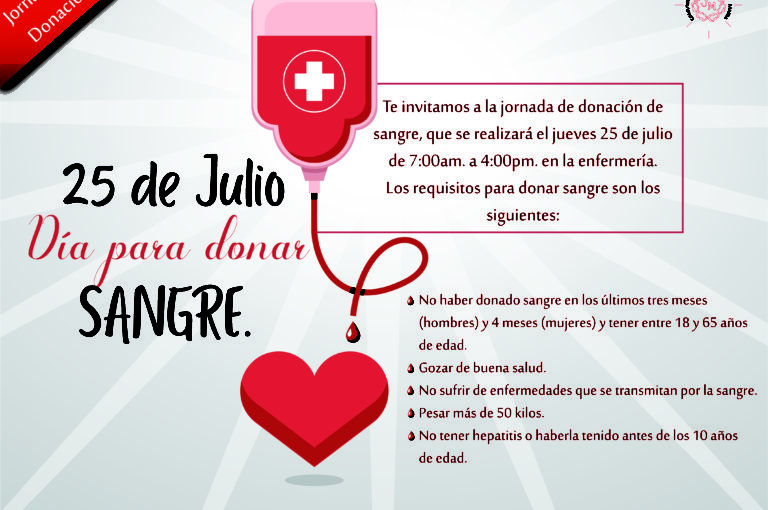 Donación
25 de Julio
Día para donar
SANGRE.
Te invitamos a la jornada de donación de
sangre, que se realizará el jueves 25 de julio
de 7:00am. a 4:00pm. en la enfermería.
Los requisitos para donar sangre son los
siguientes:
No haber donado sangre en los últimos tres meses
(hombres) y 4 meses (mujeres) y tener entre 18 y 65 años
de edad.
Gozar de buena salud.
No sufrir de enfermedades que se transmitan por la sangre.
Pesar más de 50 kilos.
No tener hepatitis o haberla tenido antes de los 10 años
de edad.